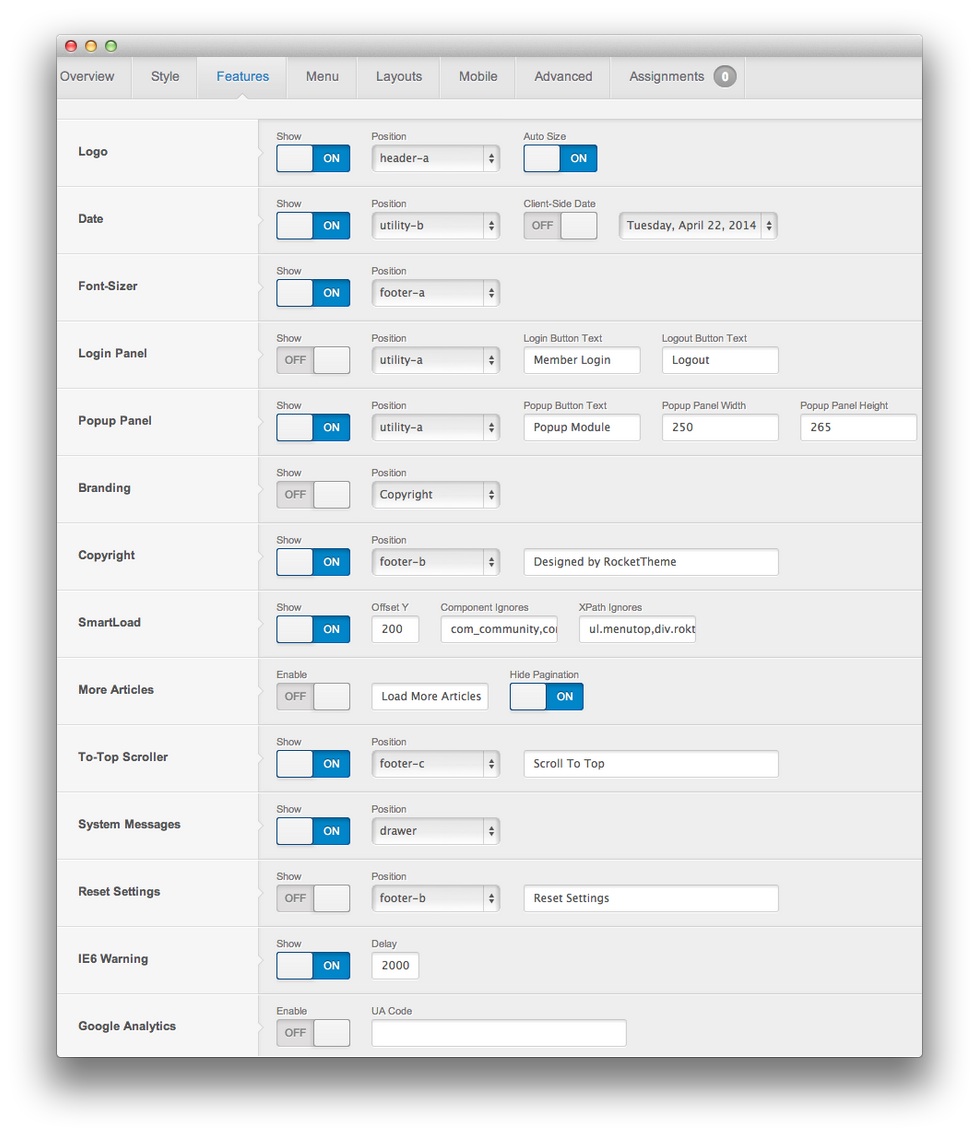 Overview Style Features Menu Layouts Mobile Advanced Assignments 0
Show Position Auto Size
Logo ON header-a ON
Show Position Client-Side Date
Date ON utility-b OFF Tuesday, April 22, 2014
Show Position
Font-Sizer ON footer-a
Show Position Login Button Text Logout Button Text
Login Panel OFF utility-a Member Login Logout
Show Position Popup Button Text Popup Panel Width Popup Panel Height
Popup Panel ON utility-a Popup Module 250 265
Show Position
Branding OFF Copyright
Show Position
Copyright ON footer-b Designed by RocketTheme
Show Offset Y Component Ignores XPath Ignores
SmartLoad ON 200 com_community,co ul.menutop,div.rokt
Enable Hide Pagination
More Articles OFF Load More Articles ON
Show Position
To-Top Scroller ON footer-c Scroll To Top
Show Position
System Messages ON drawer
Show Position
Reset Settings OFF footer-b Reset Settings
Show Delay
IE6 Warning ON 2000
Enable UA Code
Google Analytics OFF